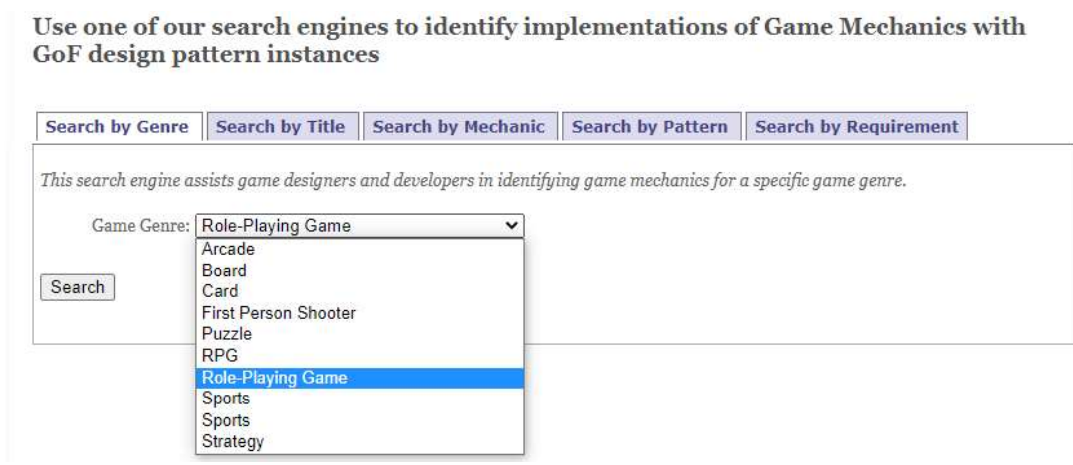 Use one of our search engines to identify implementations of Game Mechanics with
GoF design pattern instances
Search by Genre Search by Title Search by Mechanic Search by Pattern Search by Requirement
This search engine assists game designers and developers in identifying game mechanics for a specific game genre.
Game Genre: Role-Playing Game
Arcade
Board
Search
Card
First Person Shooter
Puzzle
RPG
Role-Playing Game
Sports
Sports
Strategy